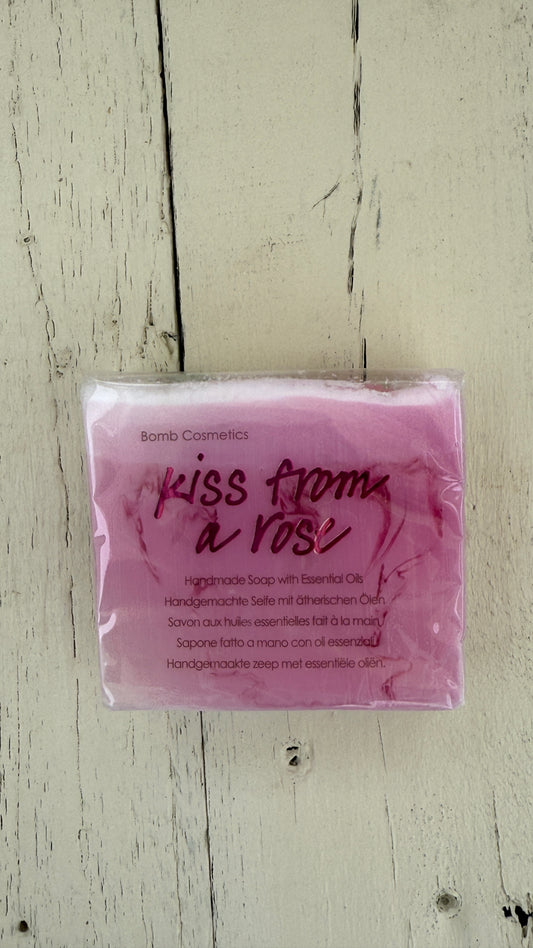 Bomb Cosmetics
kiss from
a rose
Handmade Soap with Essential Oils
Handgemachte Seife mit ätherischen Ölen
Savon aux huiles essentielles fait à la main
Sapone fatto a mano con oli essenziali
Handgemaakte zeep met essentiële oliën.